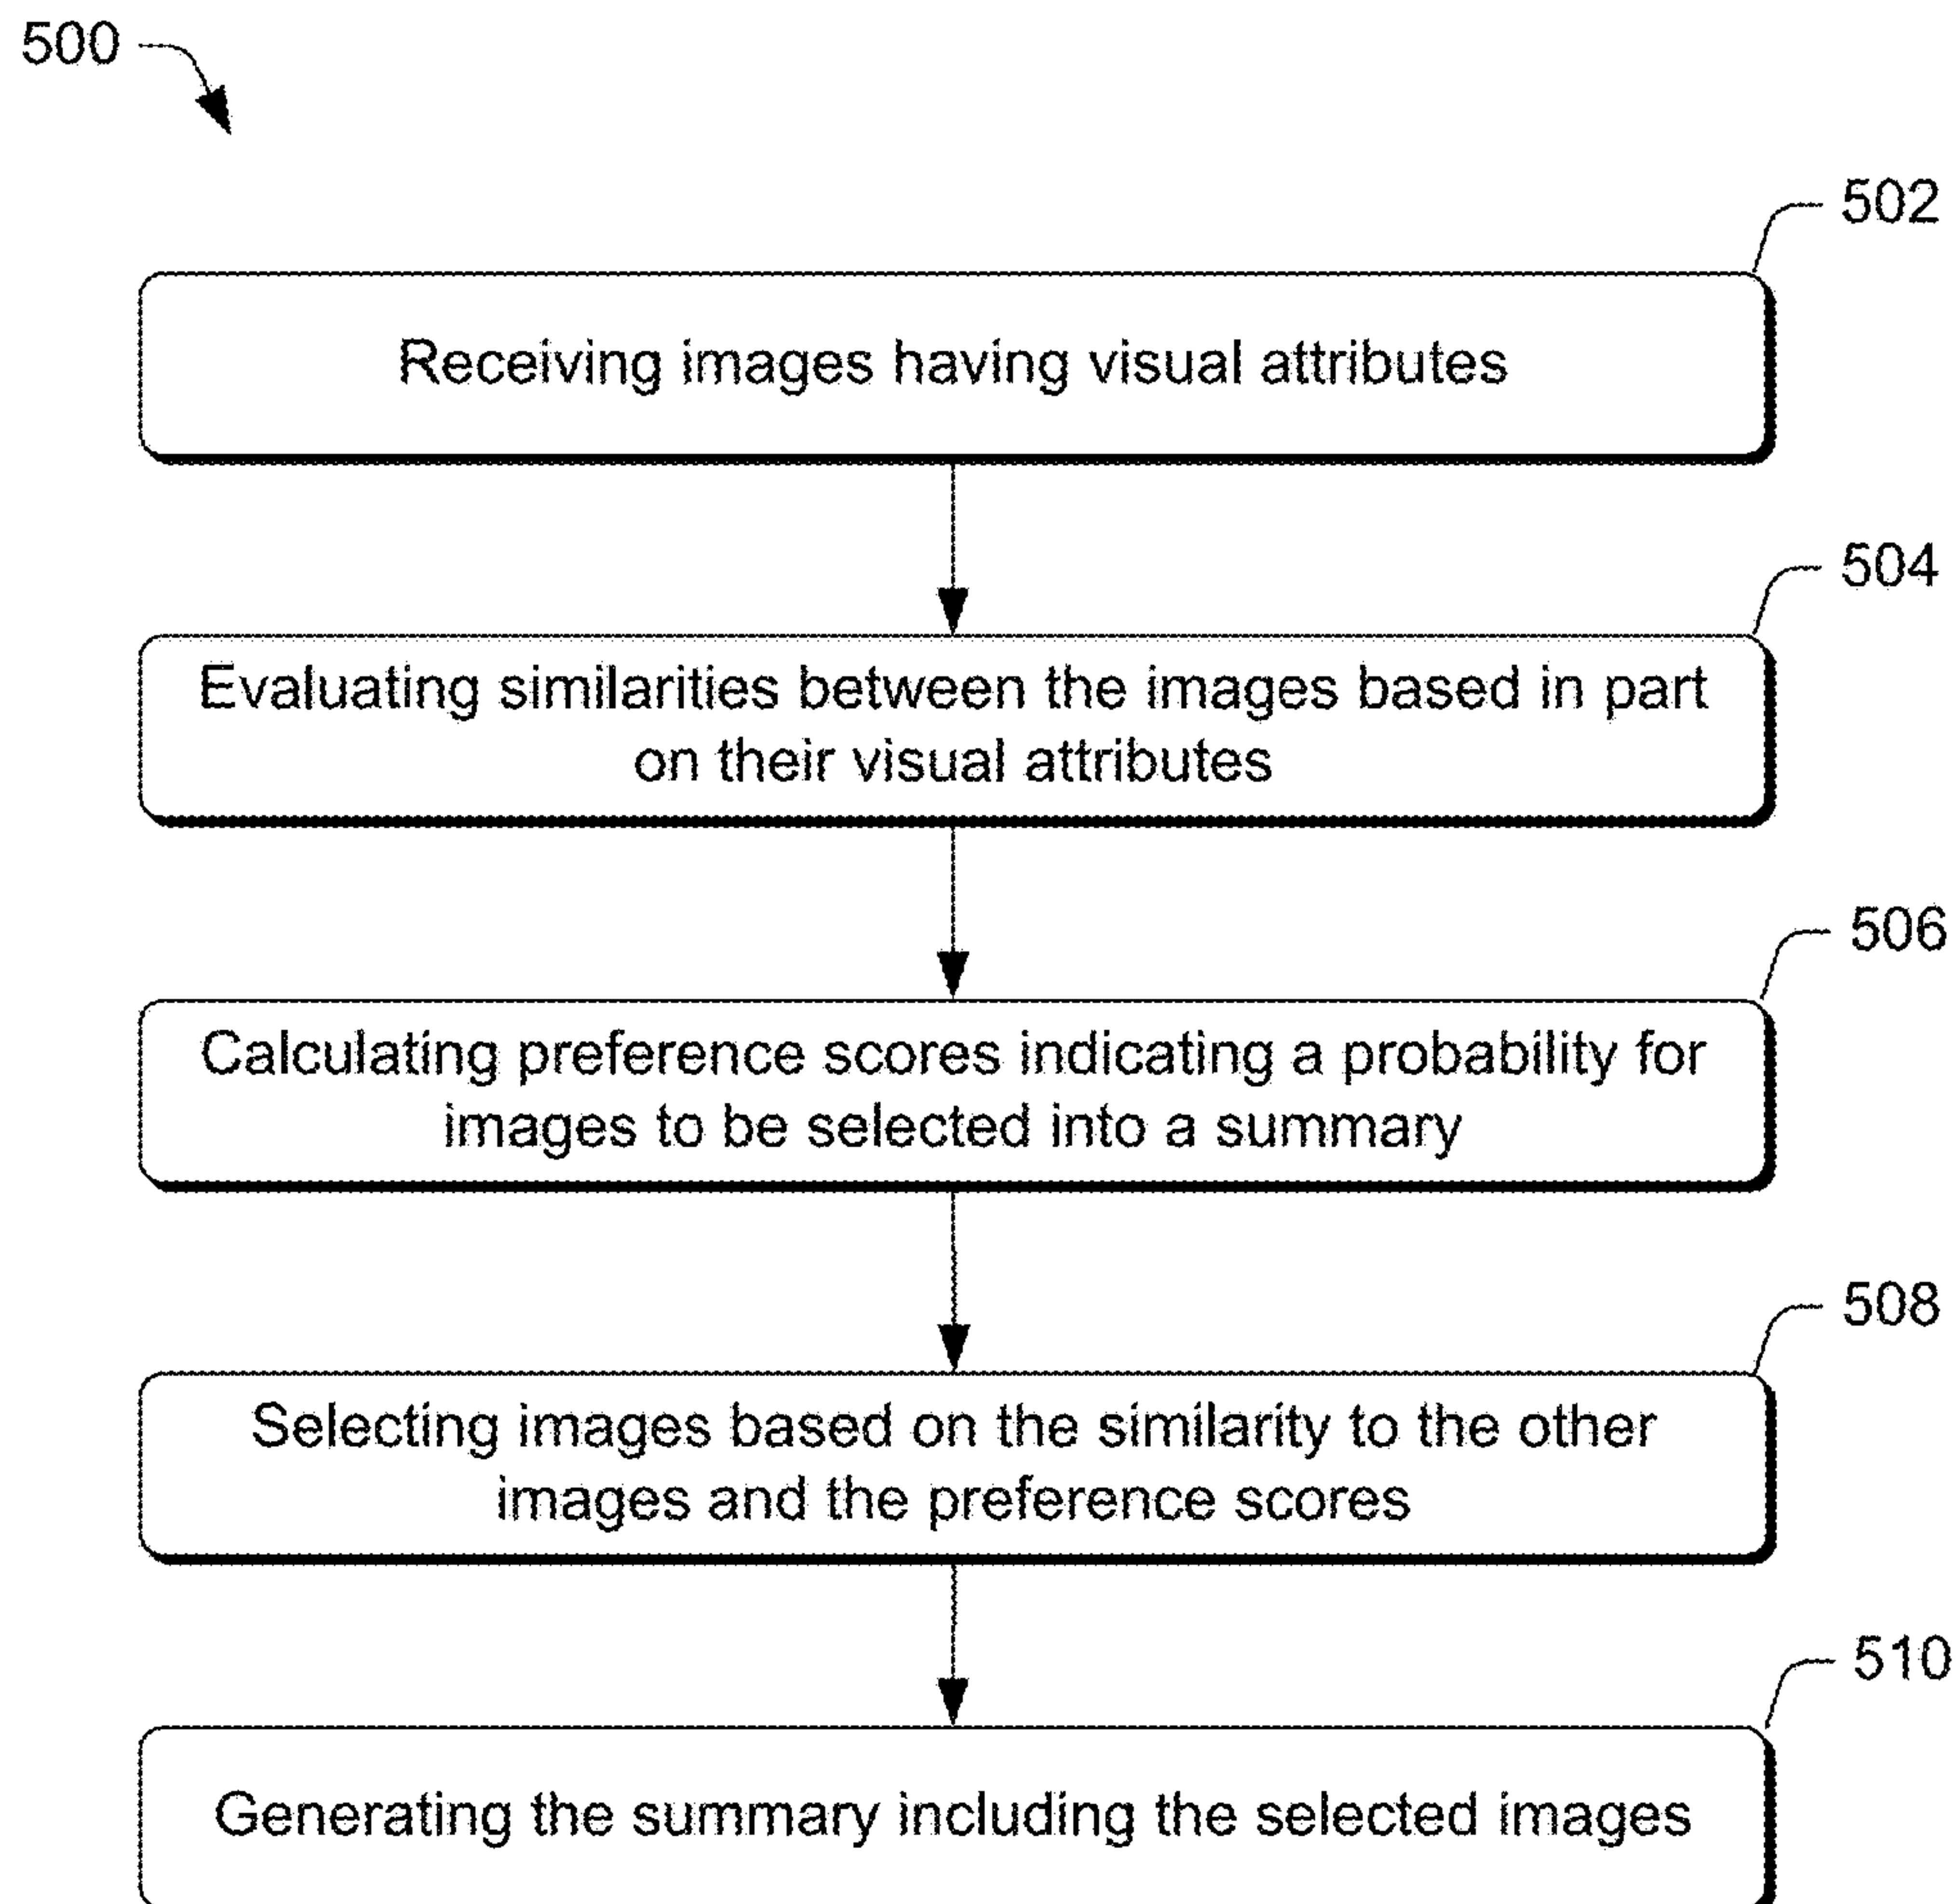 500
502
Receiving images having visual attributes
504
Evaluating similarities between the images based in part
on their visual attributes
506
Calculating preference scores indicating a probability for
images to be selected into a summary
508
Selecting images based on the similarity to the other
images and the preference scores
510
Generating the summary including the selected images